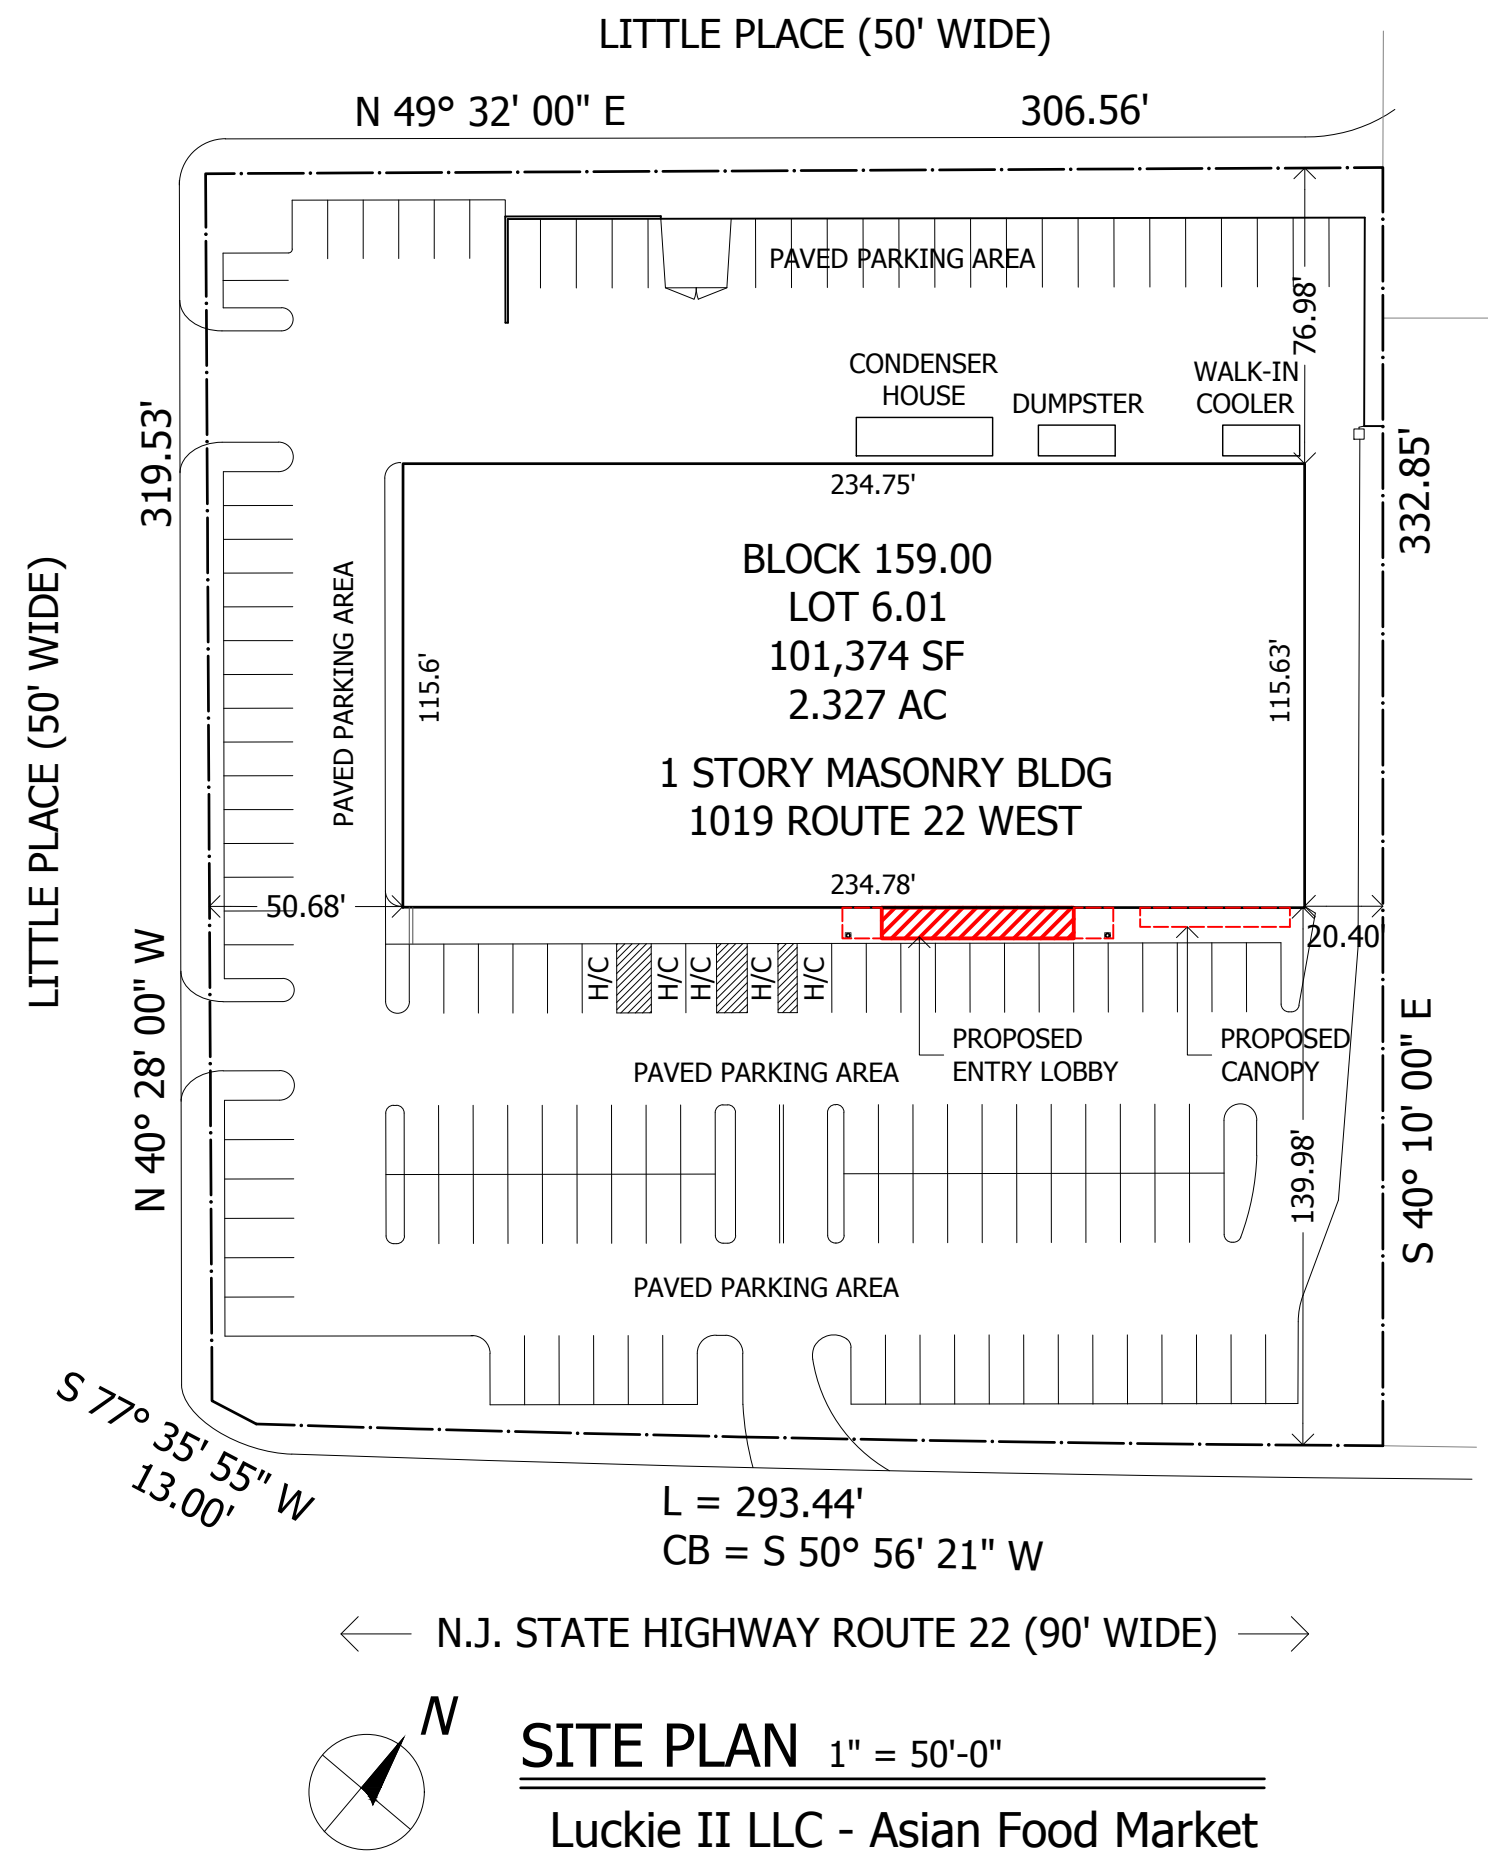 LITTLE PLACE (50' WIDE)
N 49° 32' 00" E
306.56'
PAVED PARKING AREA
76.98'
CONDENSER
HOUSE
DUMPSTER
WALK-IN
COOLER
319.53'
332.85'
234.75'
BLOCK 159.00
LOT 6.01
101,374 SF
2.327 AC
1 STORY MASONRY BLDG
1019 ROUTE 22 WEST
115.6'
115.63'
PAVED PARKING AREA
LITTLE PLACE (50' WIDE)
234.78'
50.68'
20.40'
N 40° 28' 00" W
H/C
H/C
H/C
H/C
H/C
PROPOSED
ENTRY LOBBY
PROPOSED
CANOPY
PAVED PARKING AREA
S 40° 10' 00" E
139.98'
PAVED PARKING AREA
S 77° 35' 55" W
13.00'
L = 293.44'
CB = S 50° 56' 21" W
N.J. STATE HIGHWAY ROUTE 22 (90' WIDE)
N
SITE PLAN 1" = 50'-0"
Luckie II LLC - Asian Food Market